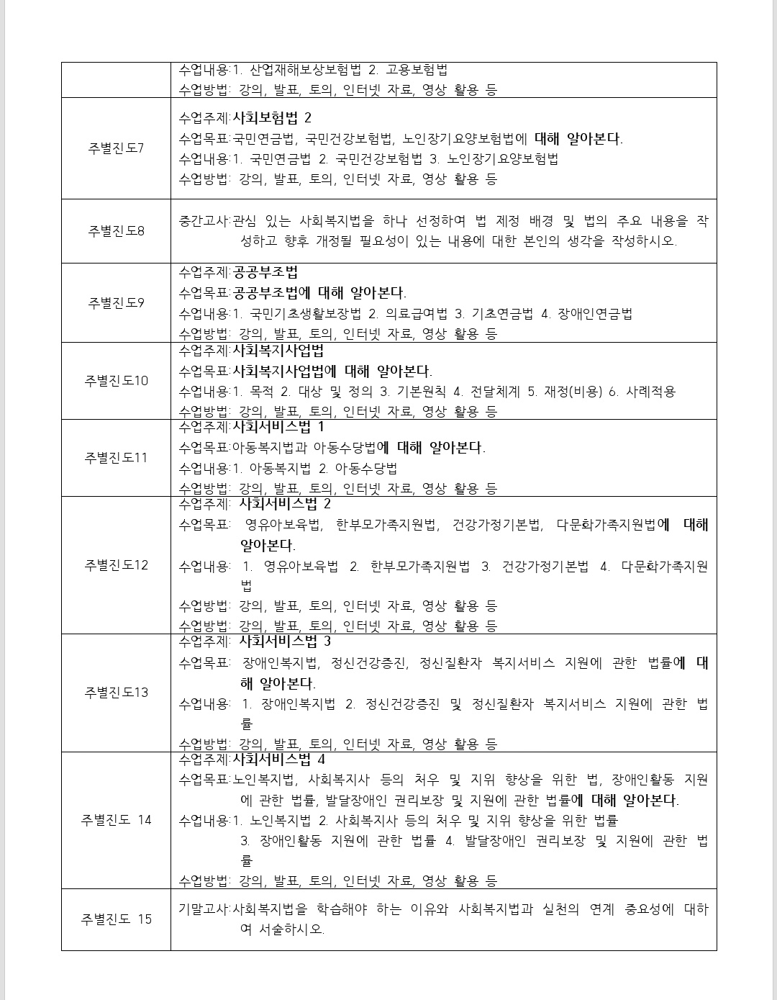 수업내용:1. 산업재해보상보험법 2. 고용보험법
수업방법: 강의, 발표, 토의, 인터넷 자료, 영상 활용 등
주별진도7
수업주제:사회보험법 2
수업목표:국민연금법, 국민건강보험법, 노인장기요양보험법에 대해 알아본다.
수업내용:1. 국민연금법 2. 국민건강보험법 3. 노인장기요양보험법
수업방법: 강의, 발표, 토의, 인터넷 자료, 영상 활용 등
주별진도8
중간고사:관심 있는 사회복지법을 하나 선정하여 법 제정 배경 및 법의 주요 내용을 작
성하고 향후 개정될 필요성이 있는 내용에 대한 본인의 생각을 작성하시오.
주별진도9
수업주제:공공부조법
수업목표:공공부조법에 대해 알아본다.
수업내용:1. 국민기초생활보장법 2. 의료급여법 3. 기초연금법 4. 장애인연금법
수업방법: 강의, 발표, 토의, 인터넷 자료, 영상 활용 등
주별진도10
수업주제:사회복지사업법
수업목표:사회복지사업법에 대해 알아본다.
수업내용:1. 목적 2. 대상 및 정의 3. 기본원칙 4. 전달체계 5. 재정(비용) 6. 사례적용
수업방법: 강의, 발표, 토의, 인터넷 자료, 영상 활용 등
주별진도11
수업주제:사회서비스법 1
수업목표:아동복지법과 아동수당법에 대해 알아본다.
수업내용:1. 아동복지법 2. 아동수당법
수업방법: 강의, 발표, 토의, 인터넷 자료, 영상 활용 등
주별진도12
수업주제: 사회서비스법 2
수업목표: 영유아보육법, 한부모가족지원법, 건강가정기본법, 다문화가족지원법에 대해
알아본다.
수업내용: 1. 영유아보육법 2. 한부모가족지원법 3. 건강가정기본법 4. 다문화가족지원
법
수업방법: 강의, 발표, 토의, 인터넷 자료, 영상 활용 등
수업방법: 강의, 발표, 토의, 인터넷 자료, 영상 활용 등
주별진도13
수업주제: 사회서비스법 3
수업목표: 장애인복지법, 정신건강증진, 정신질환자 복지서비스 지원에 관한 법률에 대
해 알아본다.
수업내용: 1. 장애인복지법 2. 정신건강증진 및 정신질환자 복지서비스 지원에 관한 법
률
수업방법: 강의, 발표, 토의, 인터넷 자료, 영상 활용 등
주별진도 14
수업주제:사회서비스법 4
수업목표:노인복지법, 사회복지사 등의 처우 및 지위 향상을 위한 법, 장애인활동 지원
에 관한 법률, 발달장애인 권리보장 및 지원에 관한 법률에 대해 알아본다.
수업내용:1. 노인복지법 2. 사회복지사 등의 처우 및 지위 향상을 위한 법률
3. 장애인활동 지원에 관한 법률 4. 발달장애인 권리보장 및 지원에 관한 법
률
수업방법: 강의, 발표, 토의, 인터넷 자료, 영상 활용 등
주별진도 15
기말고사:사회복지법을 학습해야 하는 이유와 사회복지법과 실천의 연계 중요성에 대하
여 서술하시오.